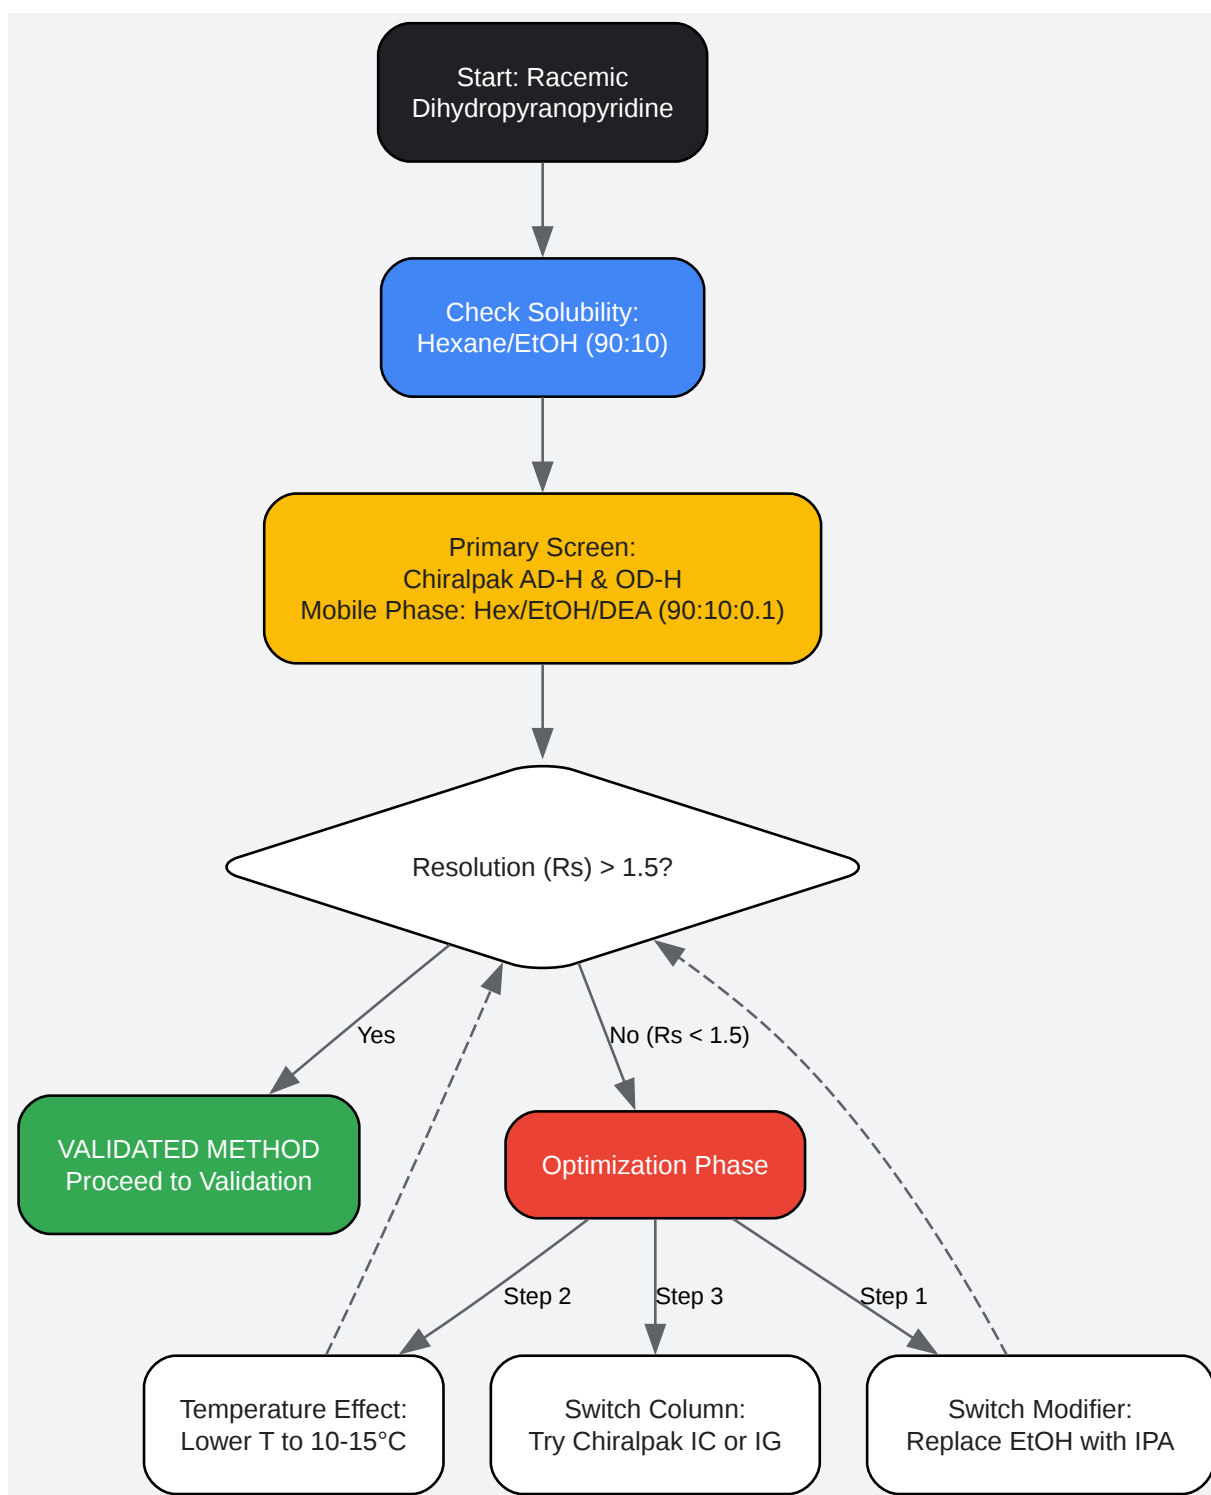 Start: Racemic
Dihydropyranopyridine
Check Solubility:
Hexane/EtOH (90:10)
Primary Screen:
Chiralpak AD-H & OD-H
Mobile Phase: Hex/EtOH/DEA (90:10:0.1)
Resolution (Rs) > 1.5?
Yes
No (Rs < 1.5)
VALIDATED METHOD
Proceed to Validation
Optimization Phase
Step 2
Step 3
Step 1
Temperature Effect:
Lower T to 10-15°C
Switch Column:
Try Chiralpak IC or IG
Switch Modifier:
Replace EtOH with IPA